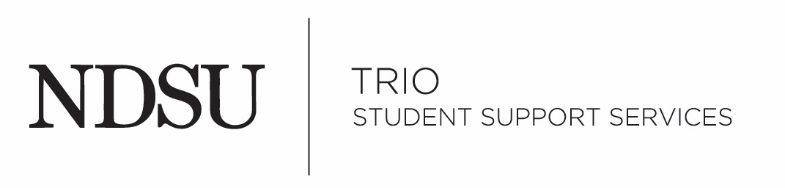 NDSU
TRIO
STUDENT SUPPORT SERVICES